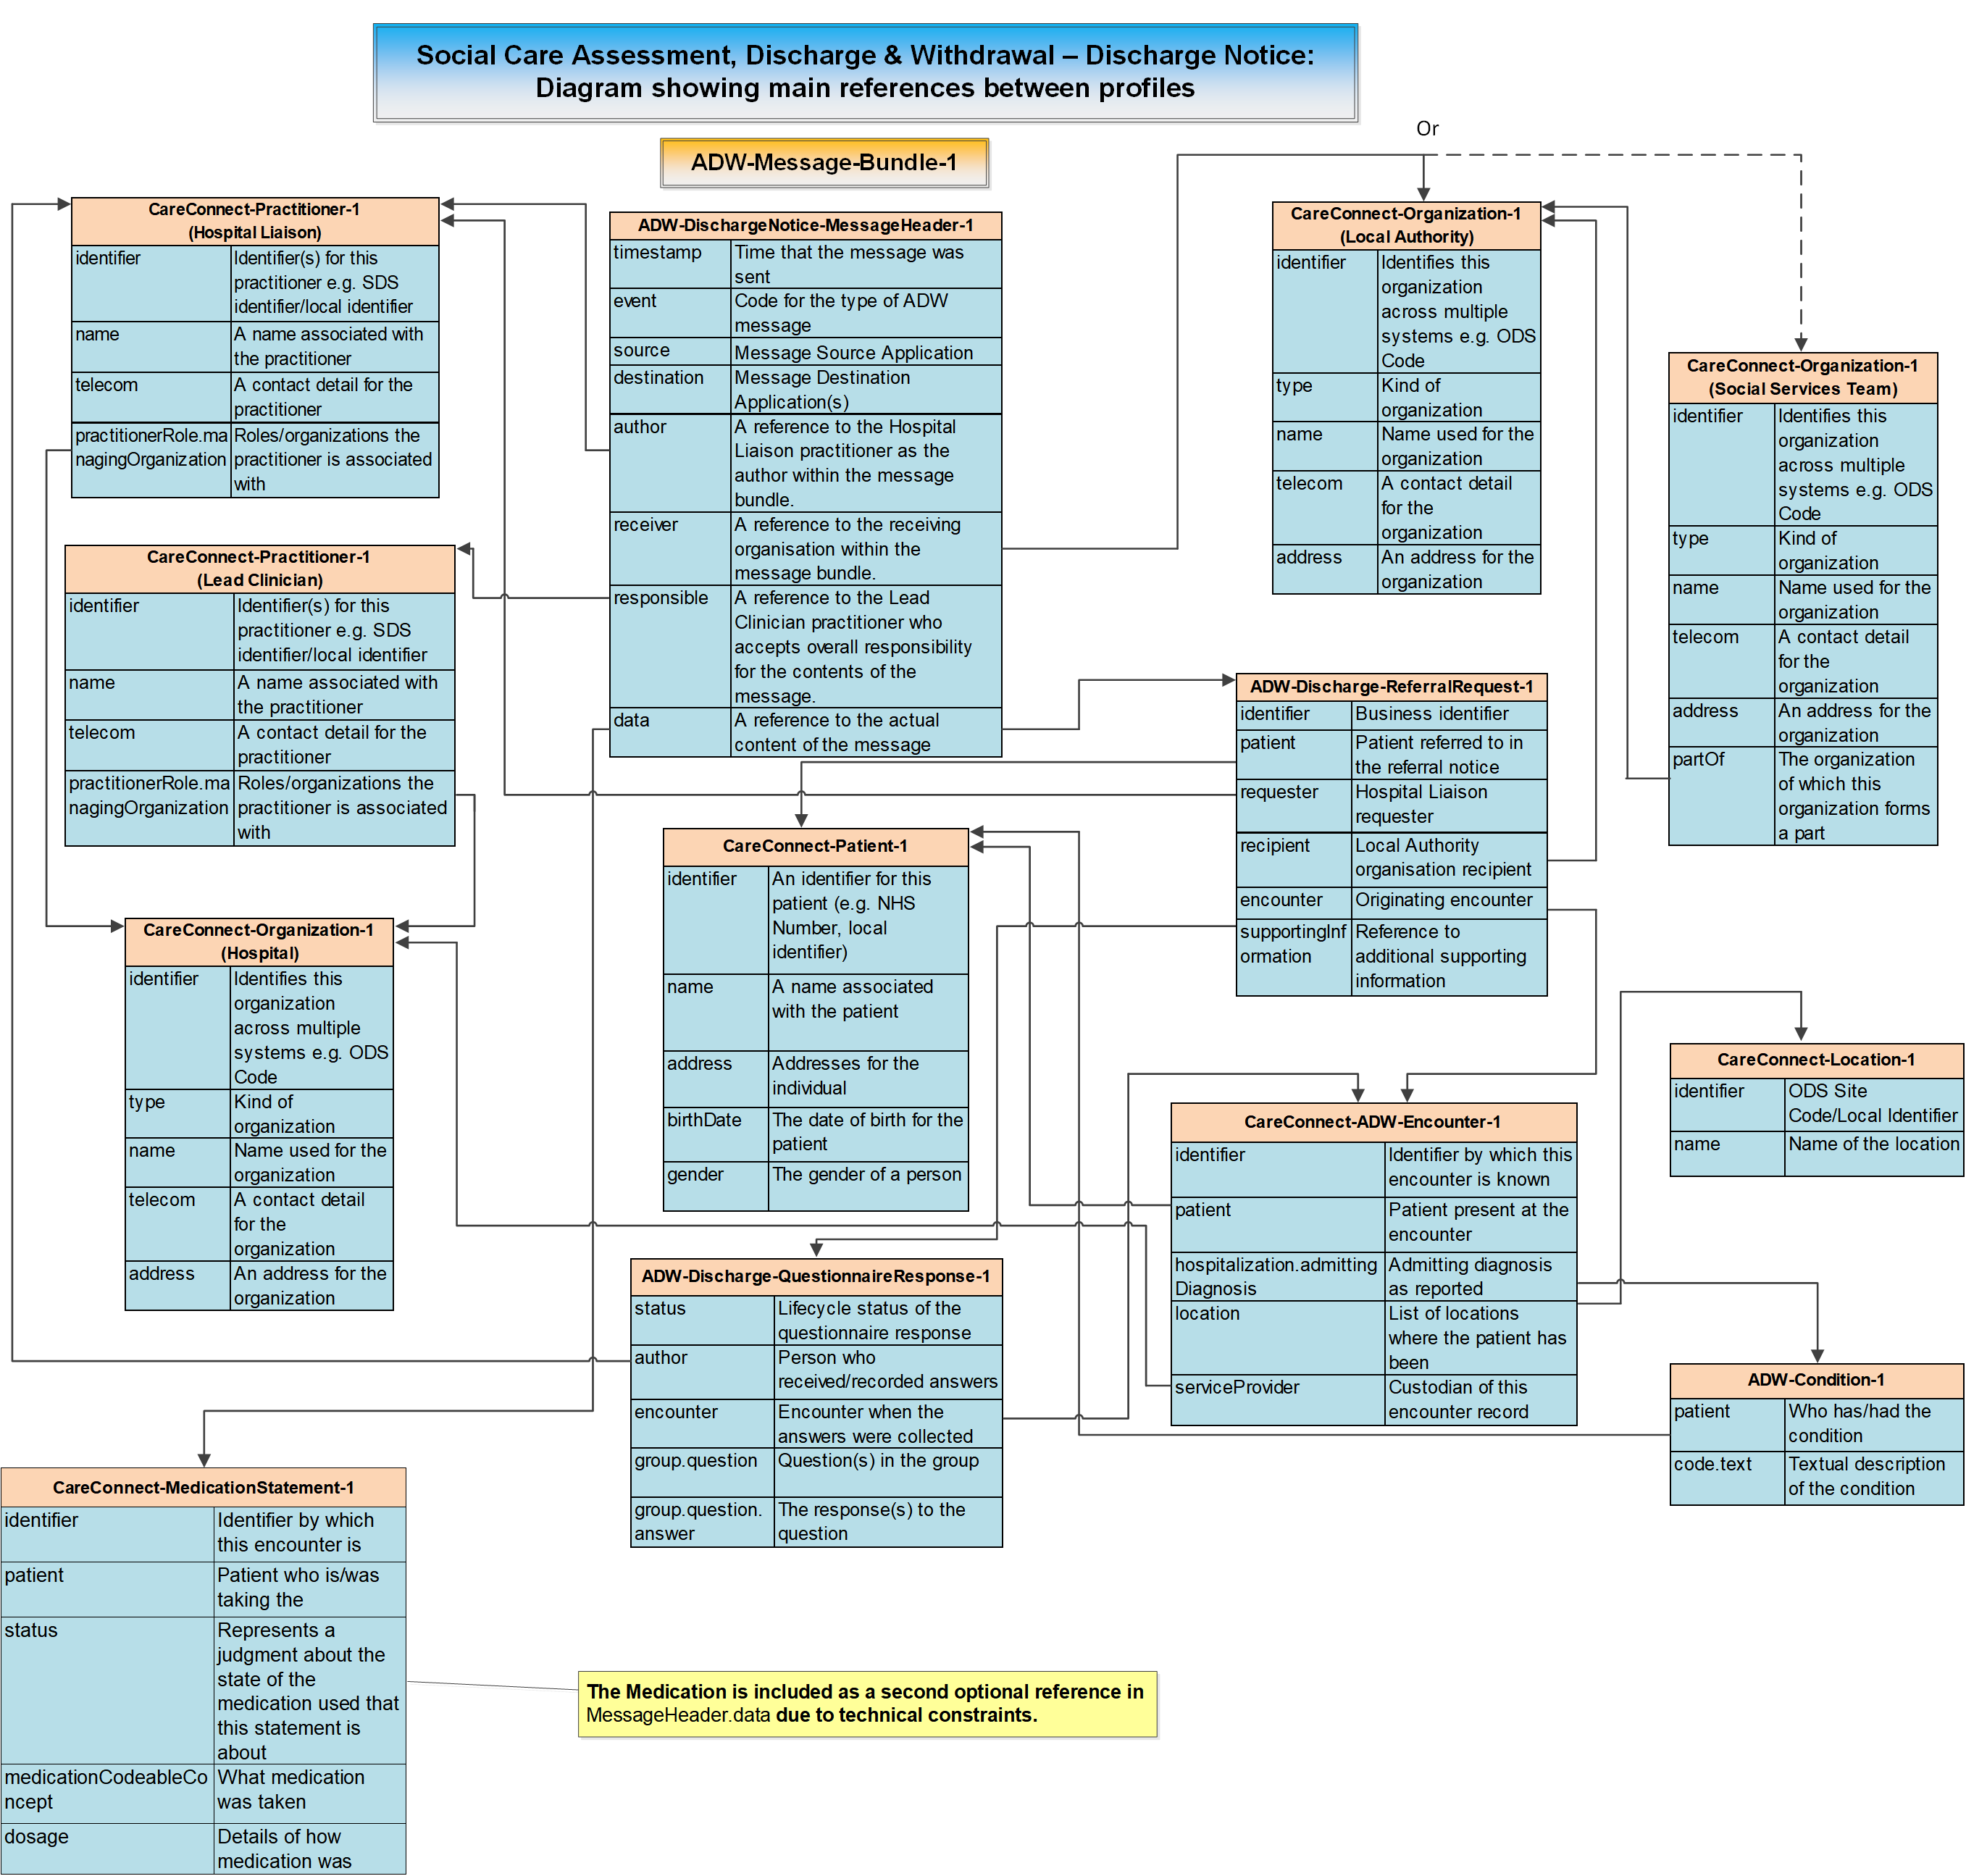 Social Care Assessment, Discharge & Withdrawal – Discharge Notice:
Diagram showing main references between profiles
ADW-Message-Bundle-1
Or
CareConnect-Practitioner-1
(Hospital Liaison)
identifier
Identifier(s) for this
practitioner e.g. SDS
identifier/local identifier
name
A name associated with
the practitioner
telecom
A contact detail for the
practitioner
practitionerRole.ma
nagingOrganization
Roles/organizations the
practitioner is associated
with
ADW-DischargeNotice-MessageHeader-1
timestamp
Time that the message was
sent
event
Code for the type of ADW
message
source
Message Source Application
destination
Message Destination
Application(s)
author
A reference to the Hospital
Liaison practitioner as the
author within the message
bundle.
receiver
A reference to the receiving
organisation within the
message bundle.
responsible
A reference to the Lead
Clinician practitioner who
accepts overall responsibility
for the contents of the
message.
data
A reference to the actual
content of the message
CareConnect-Organization-1
(Local Authority)
identifier
Identifies this
organization
across multiple
systems e.g. ODS
Code
type
Kind of
organization
name
Name used for the
organization
telecom
A contact detail
for the
organization
address
An address for the
organization
CareConnect-Organization-1
(Social Services Team)
identifier
Identifies this
organization
across multiple
systems e.g. ODS
Code
type
Kind of
organization
name
Name used for the
organization
telecom
A contact detail
for the
organization
address
An address for the
organization
partOf
The organization
of which this
organization forms
a part
CareConnect-Practitioner-1
(Lead Clinician)
identifier
Identifier(s) for this
practitioner e.g. SDS
identifier/local identifier
name
A name associated with
the practitioner
telecom
A contact detail for the
practitioner
practitionerRole.ma
nagingOrganization
Roles/organizations the
practitioner is associated
with
ADW-Discharge-ReferralRequest-1
identifier
Business identifier
patient
Patient referred to in
the referral notice
requester
Hospital Liaison
requester
recipient
Local Authority
organisation recipient
encounter
Originating encounter
supportingInf
ormation
Reference to
additional supporting
information
CareConnect-Patient-1
identifier
An identifier for this
patient (e.g. NHS
Number, local
identifier)
name
A name associated
with the patient
address
Addresses for the
individual
birthDate
The date of birth for the
patient
gender
The gender of a person
CareConnect-Organization-1
(Hospital)
identifier
Identifies this
organization
across multiple
systems e.g. ODS
Code
type
Kind of
organization
name
Name used for the
organization
telecom
A contact detail
for the
organization
address
An address for the
organization
CareConnect-Location-1
identifier
ODS Site
Code/Local Identifier
name
Name of the location
CareConnect-ADW-Encounter-1
identifier
Identifier by which this
encounter is known
patient
Patient present at the
encounter
hospitalization.admitting
Diagnosis
Admitting diagnosis
as reported
location
List of locations
where the patient has
been
serviceProvider
Custodian of this
encounter record
ADW-Discharge-QuestionnaireResponse-1
status
Lifecycle status of the
questionnaire response
author
Person who
received/recorded answers
encounter
Encounter when the
answers were collected
group.question
Question(s) in the group
group.question.
answer
The response(s) to the
question
ADW-Condition-1
patient
Who has/had the
condition
code.text
Textual description
of the condition
CareConnect-MedicationStatement-1
identifier
Identifier by which
this encounter is
patient
Patient who is/was
taking the
status
Represents a
judgment about the
state of the
medication used that
this statement is
about
medicationCodeableCo
ncept
What medication
was taken
dosage
Details of how
medication was
The Medication is included as a second optional reference in
MessageHeader.data due to technical constraints.